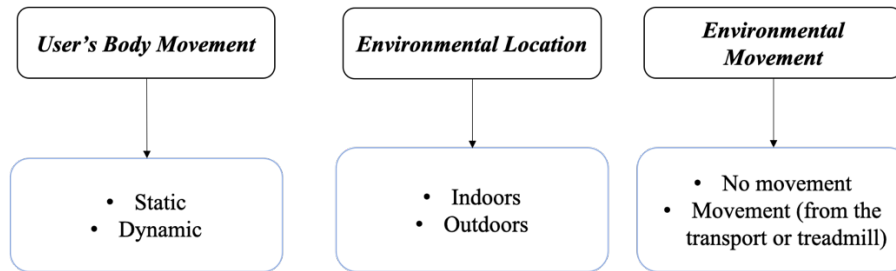 User's Body Movement
Environmental Location
Environmental
Movement
• Static
• Dynamic
• Indoors
• Outdoors
• No movement
• Movement (from the
transport or treadmill)